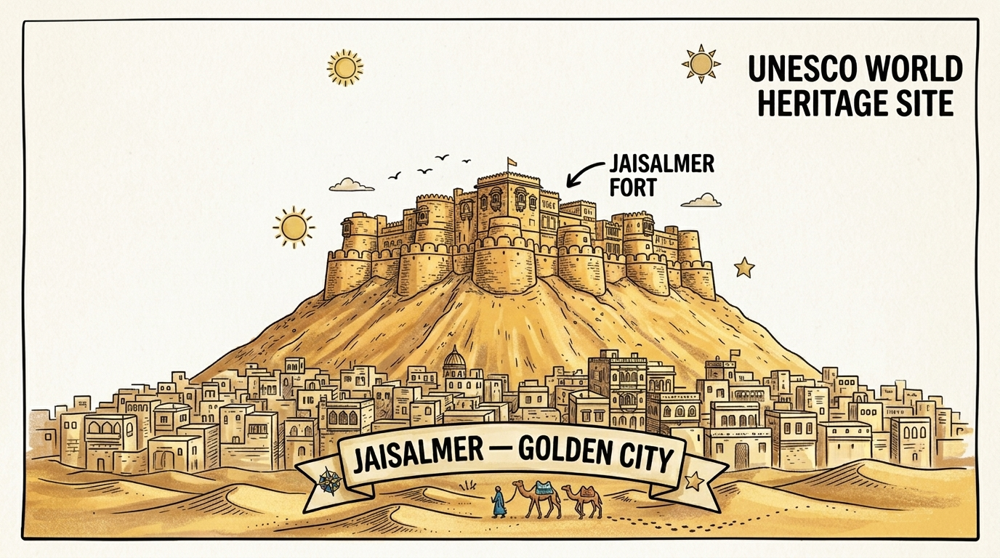 UNESCO WORLD
HERITAGE SITE
JAISALMER
FORT
JAISALMER — GOLDEN CITY